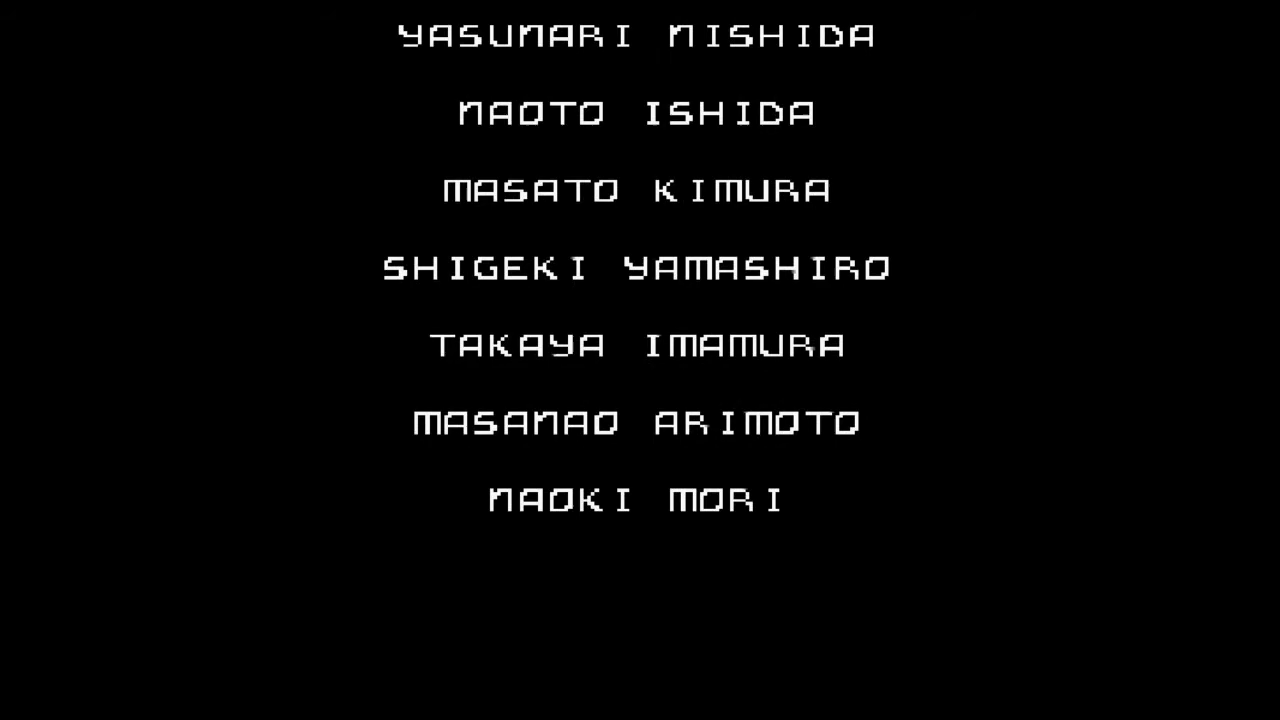 YASUNARI NISHIDA
NAOTO ISHIDA
MASATO KIMURA
SHIGEKI YAMASHIRO
TAKAYA IMAMURA
MASANAO ARIMOTO
NAOKI MORI